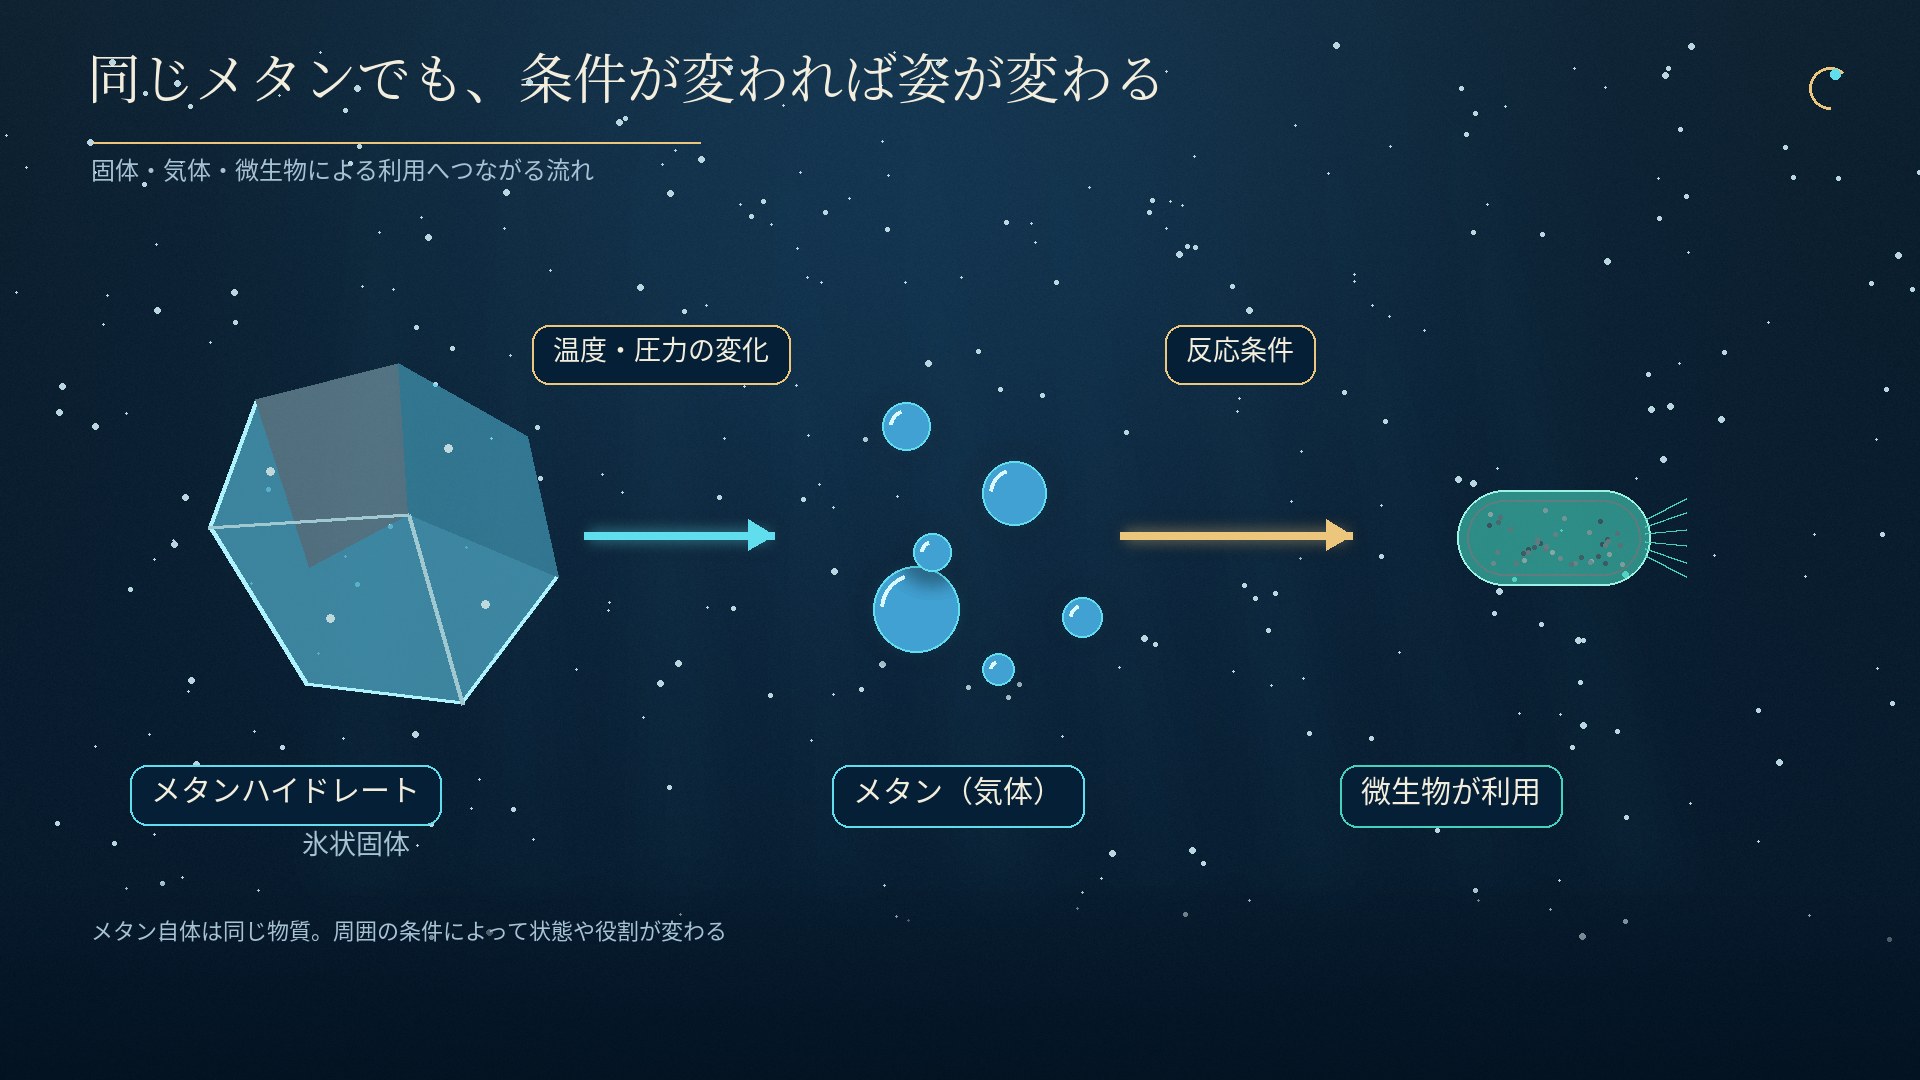 同じメタンでも、条件が変われば姿が変わる
固体・気体・微生物による利用へつながる流れ
温度・圧力の変化
反応条件
メタンハイドレート
氷状固体
メタン（気体）
微生物が利用
メタン自体は同じ物質。周囲の条件によって状態や役割が変わる